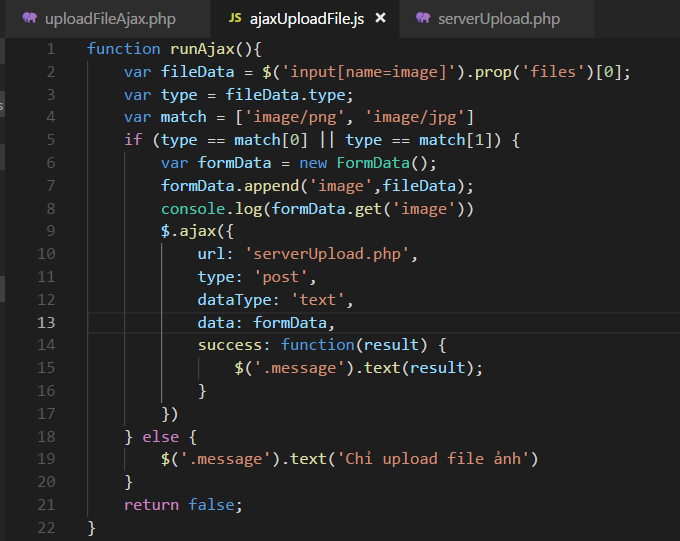 uploadFileAjax.php JS ajaxUploadFile.js × serverUpload.php
1 function runAjax(){
2 var fileData = $('input[name=image]').prop('files')[0];
3 var type = fileData.type;
4 var match = ['image/png', 'image/jpg']
5 if (type == match[0] || type == match[1]) {
6 var formData = new FormData();
7 formData.append('image',fileData);
8 console.log(formData.get('image'))
9 $.ajax({
10 url: 'serverUpload.php',
11 type: 'post',
12 dataType: 'text',
13 data: formData,
14 success: function(result) {
15 $('.message').text(result);
16 }
17 })
18 } else {
19 $('.message').text('Chỉ upload file ảnh')
20 }
21 return false;
22 }